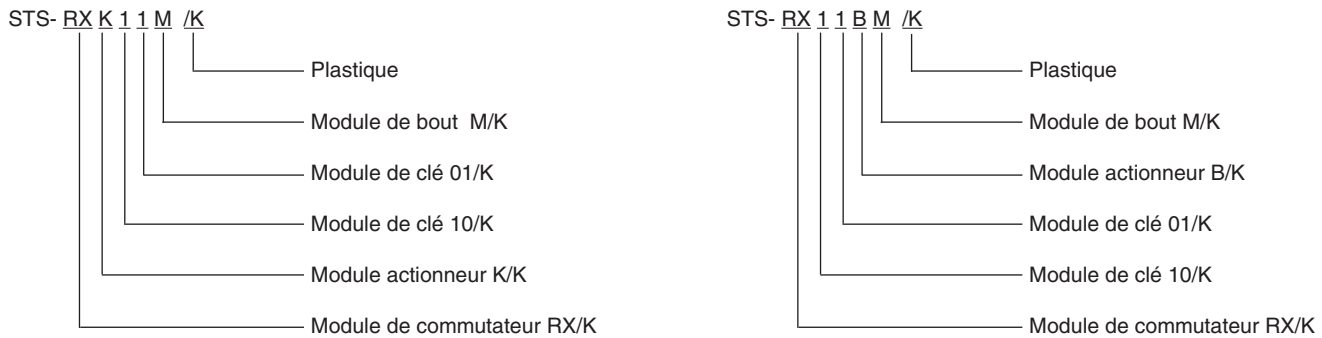 STS- RX K 1 1 M /K
Plastique
Module de bout M/K
Module de clé 01/K
Module de clé 10/K
Module actionneur K/K
Module de commutateur RX/K
STS- RX 1 1 B M /K
Plastique
Module de bout M/K
Module actionneur B/K
Module de clé 01/K
Module de clé 10/K
Module de commutateur RX/K